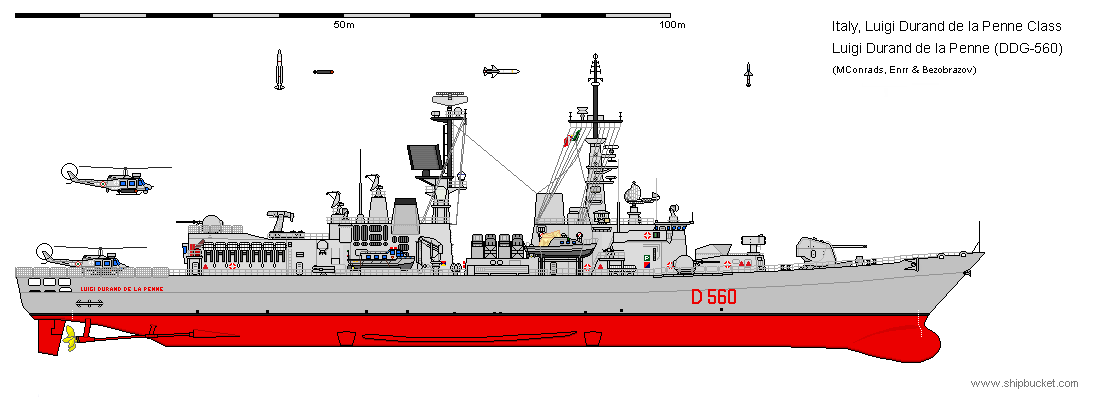 50m 100m
Italy, Luigi Durand de la Penne Class
Luigi Durand de la Penne (DDG-560)
(MConrads, Enrr & Bezobrazov)
LUIGI DURAND DE LA PENNE
D 560
www.shipbucket.com